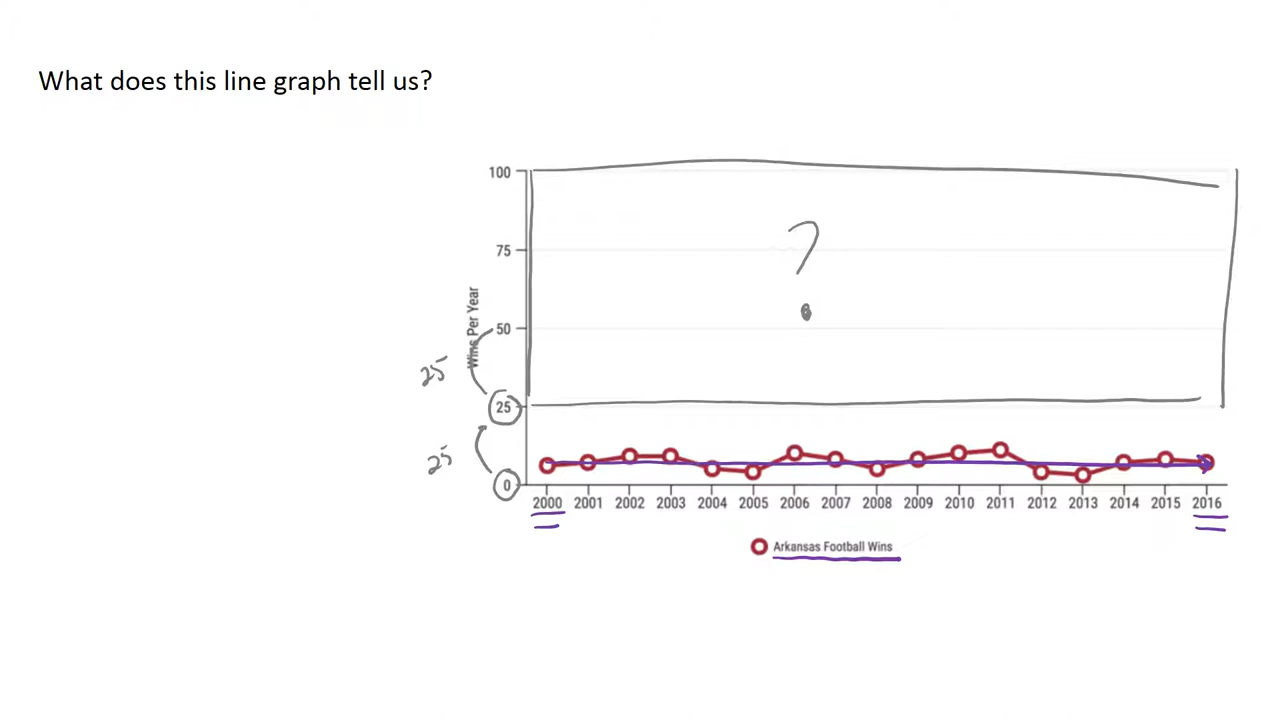 What does this line graph tell us?
100
?
75
Wins Per Year
50
25
25
25
0
2000 2001 2002 2003 2004 2005 2006 2007 2008 2009 2010 2011 2012 2013 2014 2015 2016
Arkansas Football Wins